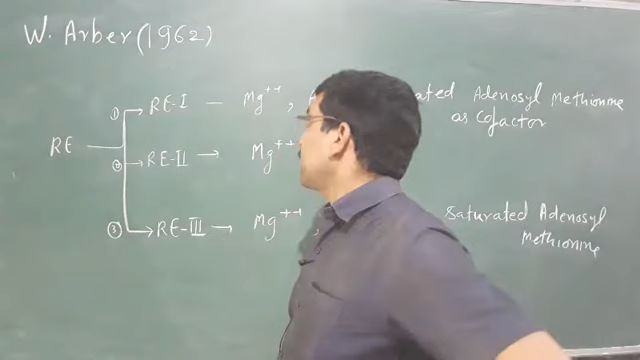 W. Arber (1962)
① RE-I — Mg++, Adenosyl Methionine
as Cofactor
RE ② RE-II → Mg++
③ RE-III → Mg++, Saturated Adenosyl
Methionine